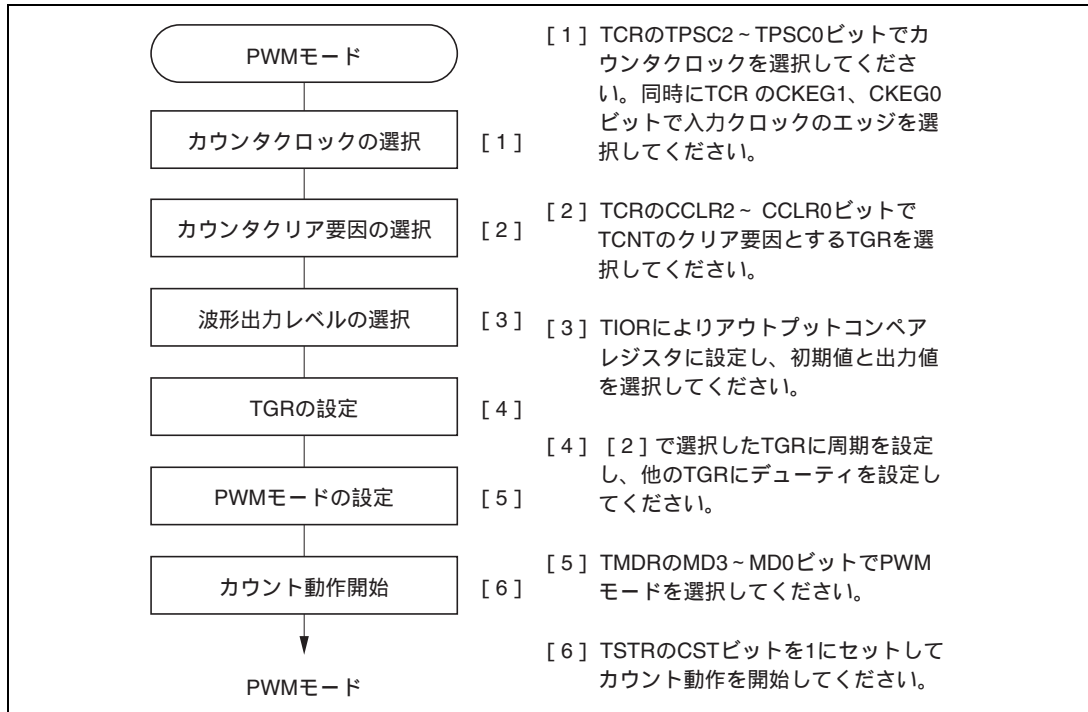 PWMモード
カウンタクロックの選択 [1]
カウンタクリア要因の選択 [2]
波形出力レベルの選択 [3]
TGRの設定 [4]
PWMモードの設定 [5]
カウント動作開始 [6]
PWMモード
[1] TCRのTPSC2~TPSC0ビットでカ
ウンタクロックを選択してくださ
い。同時にTCR のCKEG1、CKEG0
ビットで入力クロックのエッジを選
択してください。
[2] TCRのCCLR2~ CCLR0ビットで
TCNTのクリア要因とするTGRを選
択してください。
[3] TIORによりアウトプットコンペア
レジスタに設定し、初期値と出力値
を選択してください。
[4] [2]で選択したTGRに周期を設定
し、他のTGRにデューティを設定し
てください。
[5] TMDRのMD3~MD0ビットでPWM
モードを選択してください。
[6] TSTRのCSTビットを1にセットして
カウント動作を開始してください。